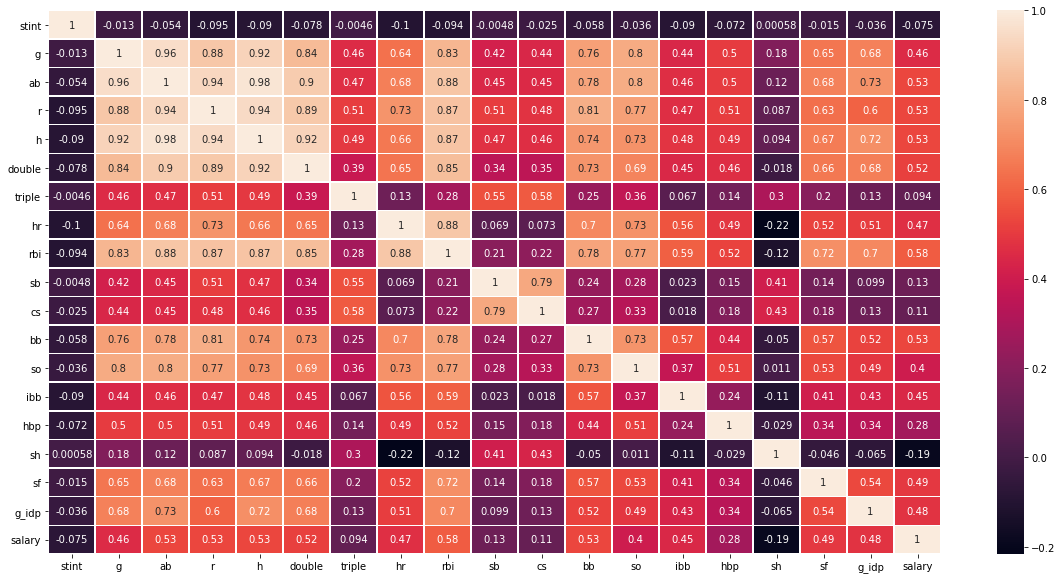 stint 1 -0.013 -0.054 -0.095 -0.09 -0.078 -0.0046 -0.1 -0.094 -0.0048 -0.025 -0.058 -0.036 -0.09 -0.072 0.00058 -0.015 -0.036 -0.075
g -0.013 1 0.96 0.88 0.92 0.84 0.46 0.64 0.83 0.42 0.44 0.76 0.8 0.44 0.5 0.18 0.65 0.68 0.46
ab -0.054 0.96 1 0.94 0.98 0.9 0.47 0.68 0.88 0.45 0.45 0.78 0.8 0.46 0.5 0.12 0.68 0.73 0.53
r -0.095 0.88 0.94 1 0.94 0.89 0.51 0.73 0.87 0.51 0.48 0.81 0.77 0.47 0.51 0.087 0.63 0.6 0.53
h -0.09 0.92 0.98 0.94 1 0.92 0.49 0.66 0.87 0.47 0.46 0.74 0.73 0.48 0.49 0.094 0.67 0.72 0.53
double -0.078 0.84 0.9 0.89 0.92 1 0.39 0.65 0.85 0.34 0.35 0.73 0.69 0.45 0.46 -0.018 0.66 0.68 0.52
triple -0.0046 0.46 0.47 0.51 0.49 0.39 1 0.13 0.28 0.55 0.58 0.25 0.36 0.067 0.14 0.3 0.2 0.13 0.094
hr -0.1 0.64 0.68 0.73 0.66 0.65 0.13 1 0.88 0.069 0.073 0.7 0.73 0.56 0.49 -0.22 0.52 0.51 0.47
rbi -0.094 0.83 0.88 0.87 0.87 0.85 0.28 0.88 1 0.21 0.22 0.78 0.77 0.59 0.52 -0.12 0.72 0.7 0.58
sb -0.0048 0.42 0.45 0.51 0.47 0.34 0.55 0.069 0.21 1 0.79 0.24 0.28 0.023 0.15 0.41 0.14 0.099 0.13
cs -0.025 0.44 0.45 0.48 0.46 0.35 0.58 0.073 0.22 0.79 1 0.27 0.33 0.018 0.18 0.43 0.18 0.13 0.11
bb -0.058 0.76 0.78 0.81 0.74 0.73 0.25 0.7 0.78 0.24 0.27 1 0.73 0.57 0.44 -0.05 0.57 0.52 0.53
so -0.036 0.8 0.8 0.77 0.73 0.69 0.36 0.73 0.77 0.28 0.33 0.73 1 0.37 0.51 0.011 0.53 0.49 0.4
ibb -0.09 0.44 0.46 0.47 0.48 0.45 0.067 0.56 0.59 0.023 0.018 0.57 0.37 1 0.24 -0.11 0.41 0.43 0.45
hbp -0.072 0.5 0.5 0.51 0.49 0.46 0.14 0.49 0.52 0.15 0.18 0.44 0.51 0.24 1 -0.029 0.34 0.34 0.28
sh 0.00058 0.18 0.12 0.087 0.094 -0.018 0.3 -0.22 -0.12 0.41 0.43 -0.05 0.011 -0.11 -0.029 1 -0.046 -0.065 -0.19
sf -0.015 0.65 0.68 0.63 0.67 0.66 0.2 0.52 0.72 0.14 0.18 0.57 0.53 0.41 0.34 -0.046 1 0.54 0.49
g_idp -0.036 0.68 0.73 0.6 0.72 0.68 0.13 0.51 0.7 0.099 0.13 0.52 0.49 0.43 0.34 -0.065 0.54 1 0.48
salary -0.075 0.46 0.53 0.53 0.53 0.52 0.094 0.47 0.58 0.13 0.11 0.53 0.4 0.45 0.28 -0.19 0.49 0.48 1
stint g ab r h double triple hr rbi sb cs bb so ibb hbp sh sf g_idp salary
1.0
0.8
0.6
0.4
0.2
0.0
−0.2